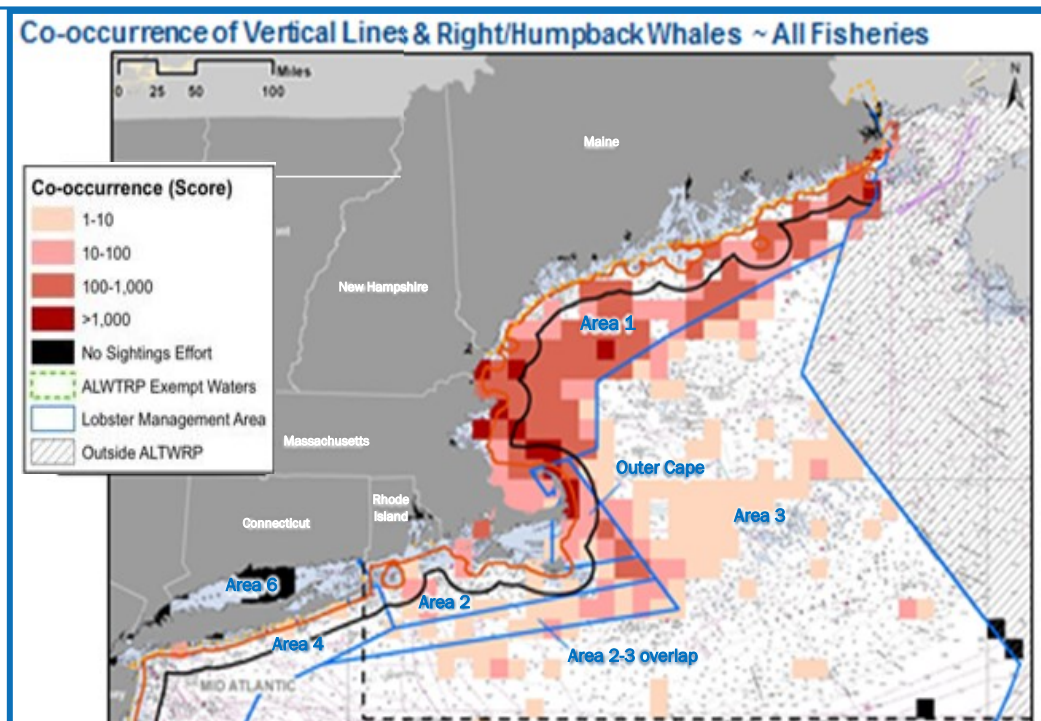 Co-occurrence of Vertical Lines & Right/Humpback Whales ~ All Fisheries
Miles
0 25 50 100
N
Maine
Co-occurrence (Score)
1-10
10-100
100-1,000
>1,000
No Sightings Effort
ALWTRP Exempt Waters
Lobster Management Area
Outside ALTWRP
New Hampshire
Area 1
Massachusetts
Outer Cape
Rhode
Island
Connecticut
Area 3
Area 6
Area 2
Area 4
Area 2-3 overlap
MID ATLANTIC